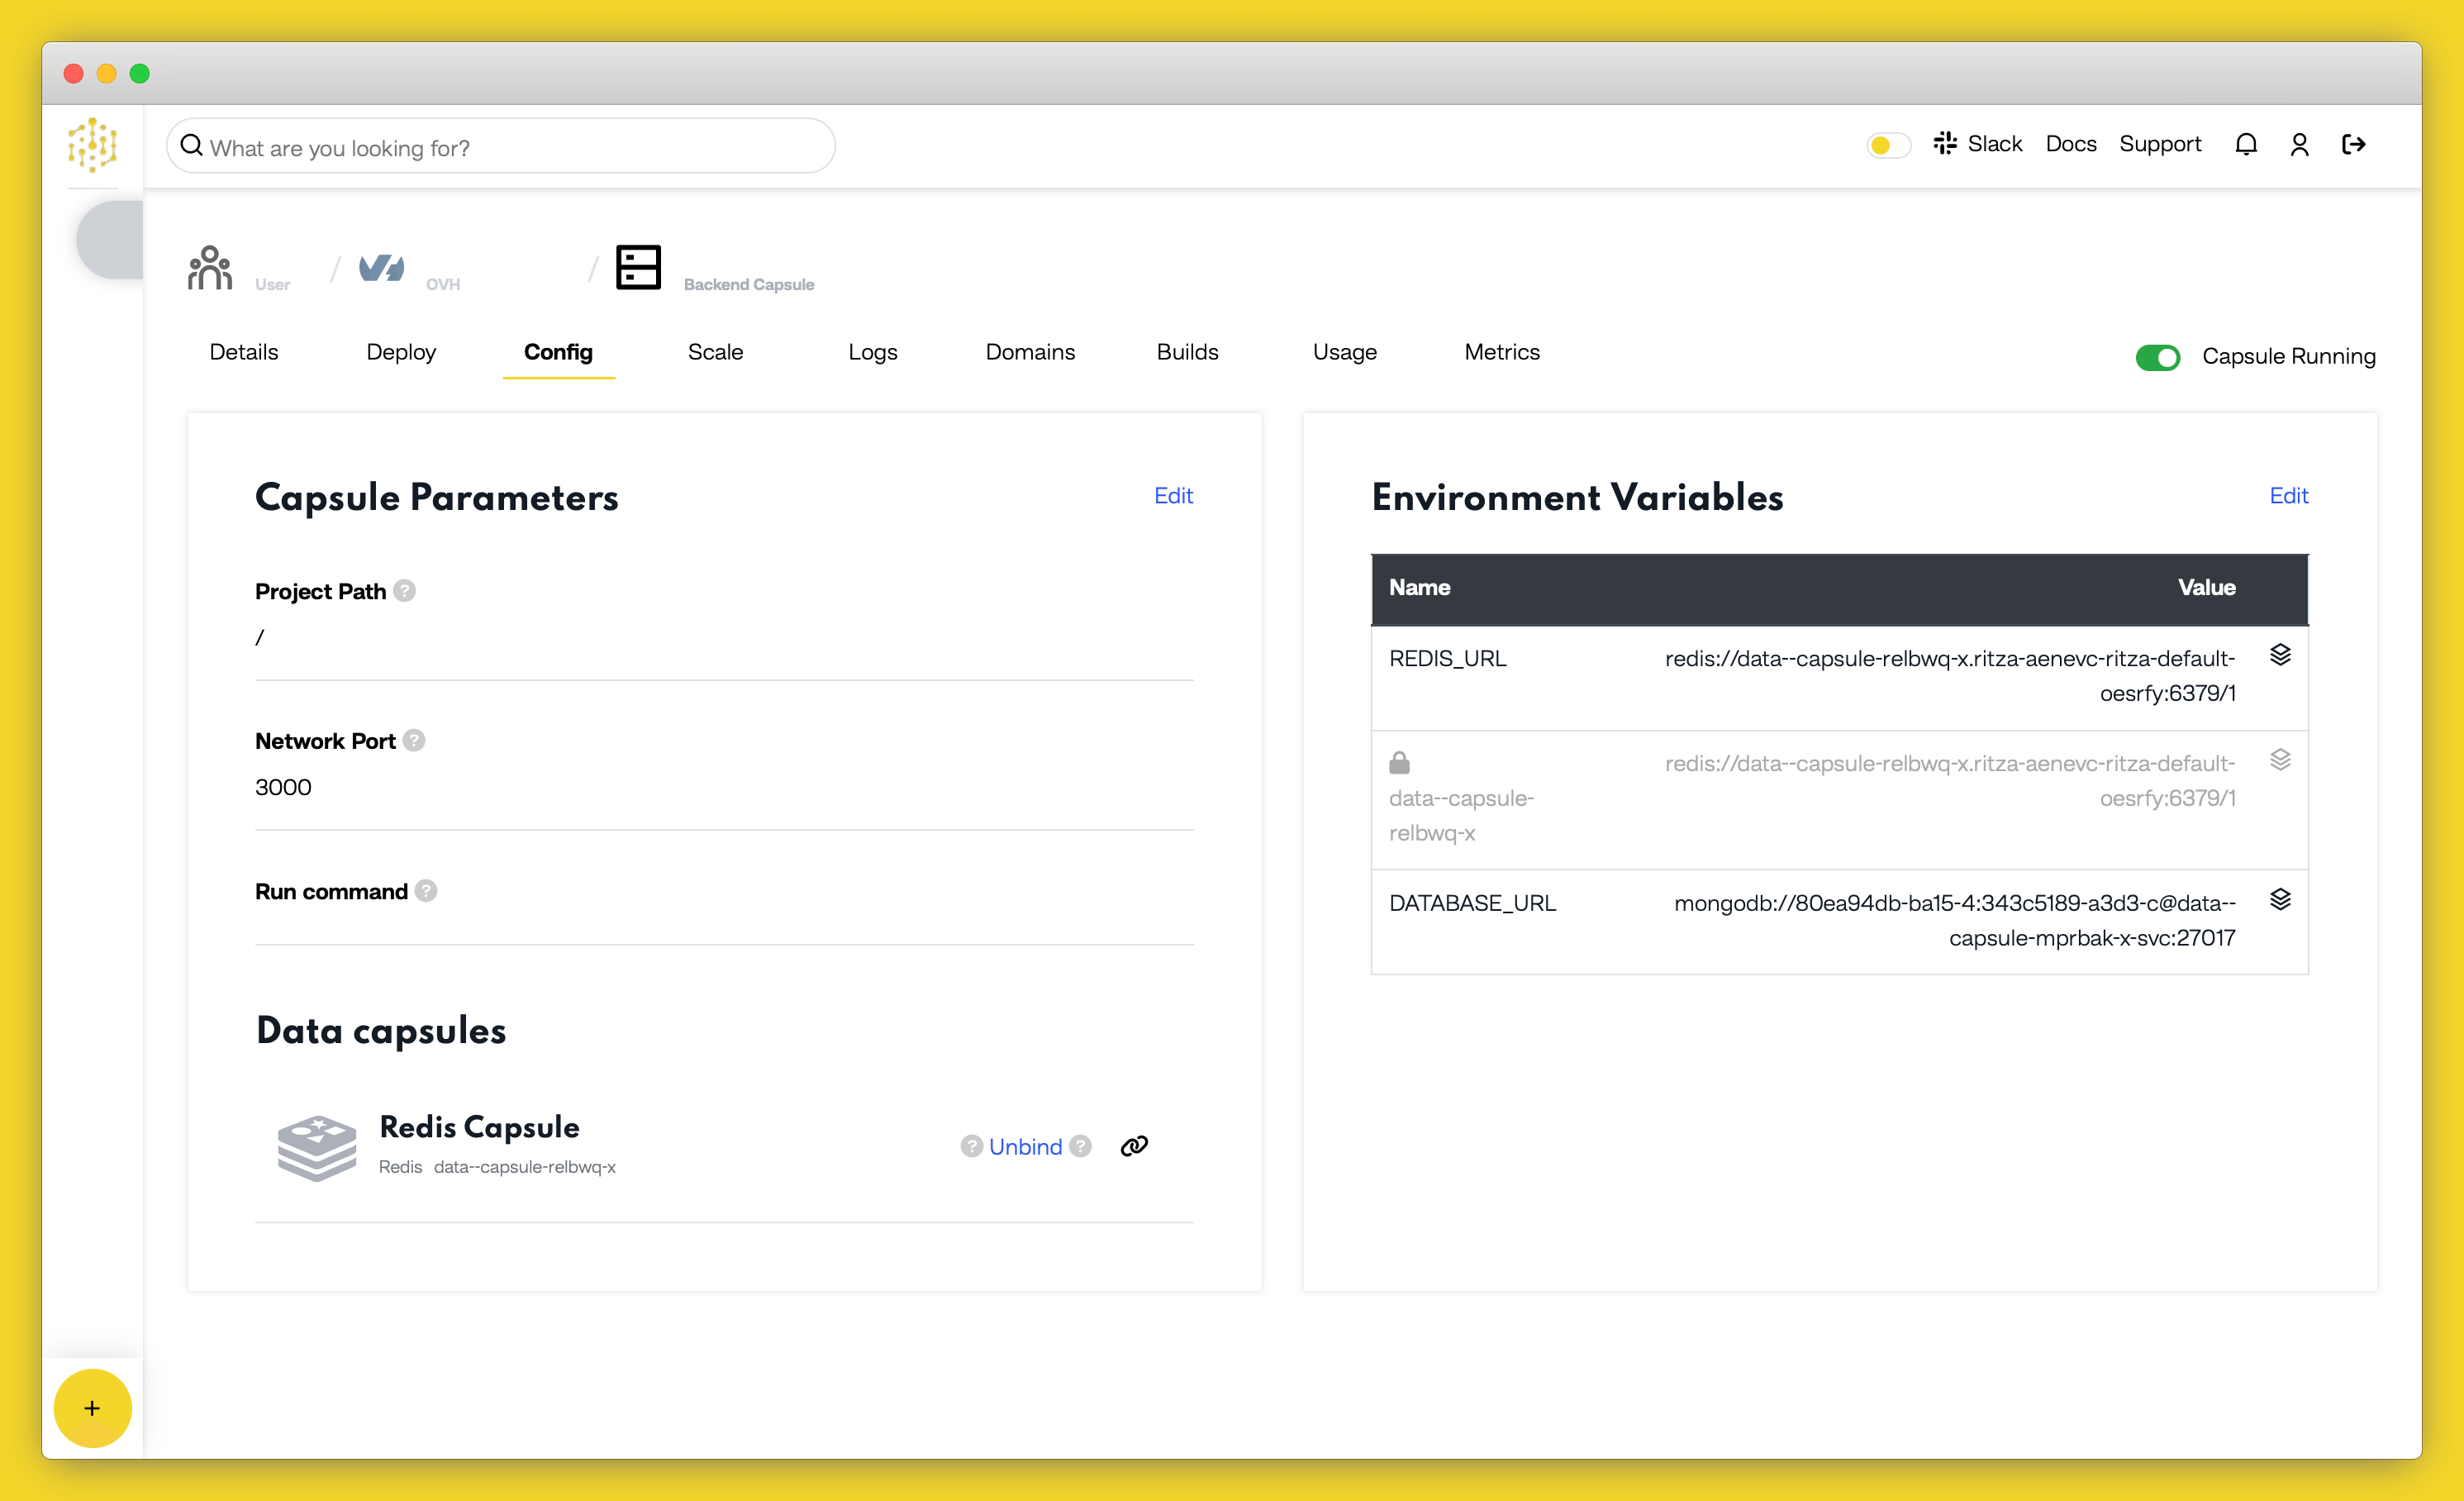 What are you looking for?
Slack Docs Support
User / OVH / Backend Capsule
Details Deploy Config Scale Logs Domains Builds Usage Metrics
Capsule Running
Capsule Parameters
Edit
Project Path ?
/
Network Port ?
3000
Run command ?
Data capsules
Redis Capsule
Redis data--capsule-relbwq-x
? Unbind ?
Environment Variables
Edit
Name Value
REDIS_URL redis://data--capsule-relbwq-x.ritza-aenevc-ritza-default-
oesrfy:6379/1
redis://data--capsule-relbwq-x.ritza-aenevc-ritza-default-
data--capsule- oesrfy:6379/1
relbwq-x
DATABASE_URL mongodb://80ea94db-ba15-4:343c5189-a3d3-c@data--
capsule-mprbak-x-svc:27017
+